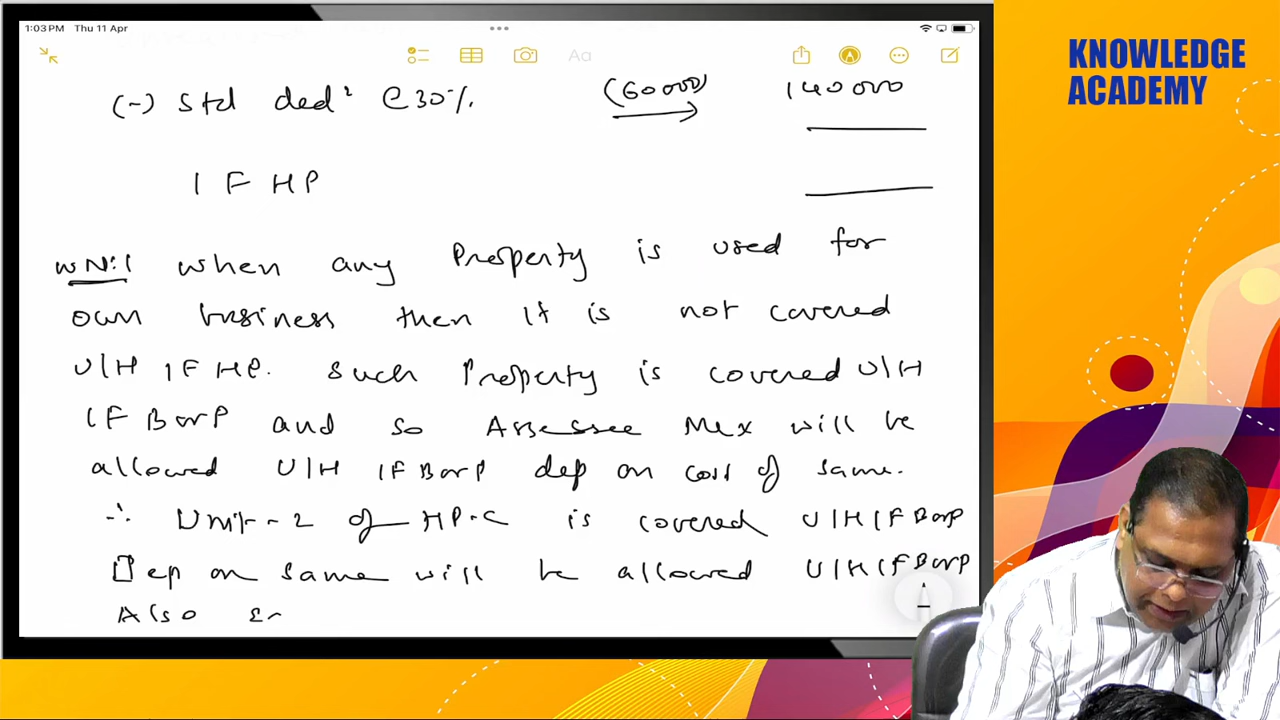 1:03 PM Thu 11 Apr
KNOWLEDGE
ACADEMY
Aa
(-) Std dedⁿ @30% (60000) 140000
IFHP
WN:1 when any Property is used for
own business then it is not covered
U/H IFHP. Such Property is covered U/H
IFBorP and so Assessee Mr x will be
allowed U/H IFBorP dep on cost of same.
∴ Unit-2 of HP-C is covered U/H IFBorP
Dep on same will be allowed U/H IFBorP
Also